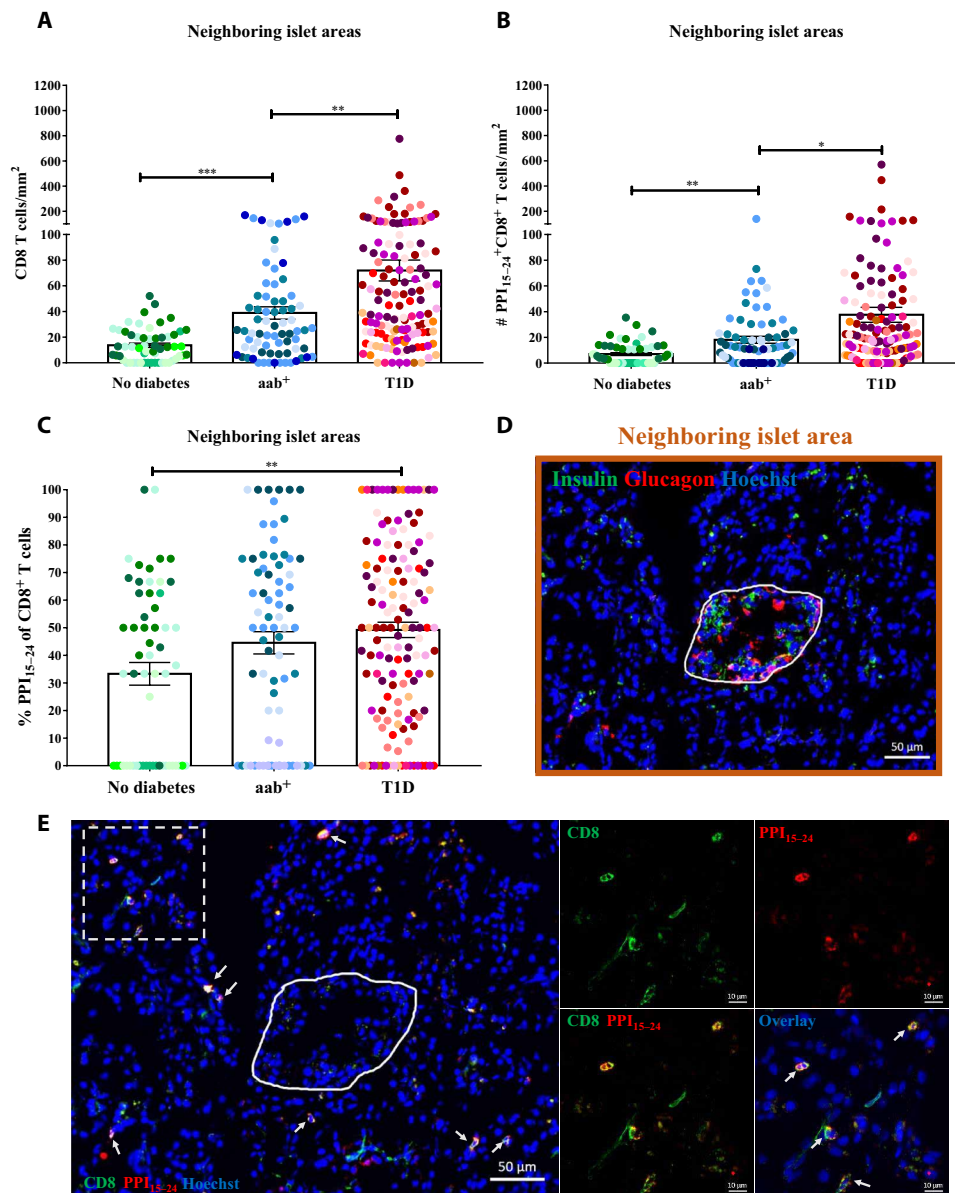 A
Neighboring islet areas
CD8 T cells/mm²
1200
1000
800
600
400
200
100
80
60
40
20
0
***
**
No diabetes
aab⁺
T1D
B
Neighboring islet areas
# PPI₁₅₋₂₄⁺CD8⁺ T cells/mm²
1200
1000
800
600
400
200
100
80
60
40
20
0
**
*
No diabetes
aab⁺
T1D
C
Neighboring islet areas
% PPI₁₅₋₂₄ of CD8⁺ T cells
100
90
80
70
60
50
40
30
20
10
0
**
No diabetes
aab⁺
T1D
D
Neighboring islet area
Insulin Glucagon Hoechst
50 µm
E
CD8 PPI₁₅₋₂₄ Hoechst
50 µm
CD8
10 µm
PPI₁₅₋₂₄
10 µm
CD8 PPI₁₅₋₂₄
10 µm
Overlay
10 µm